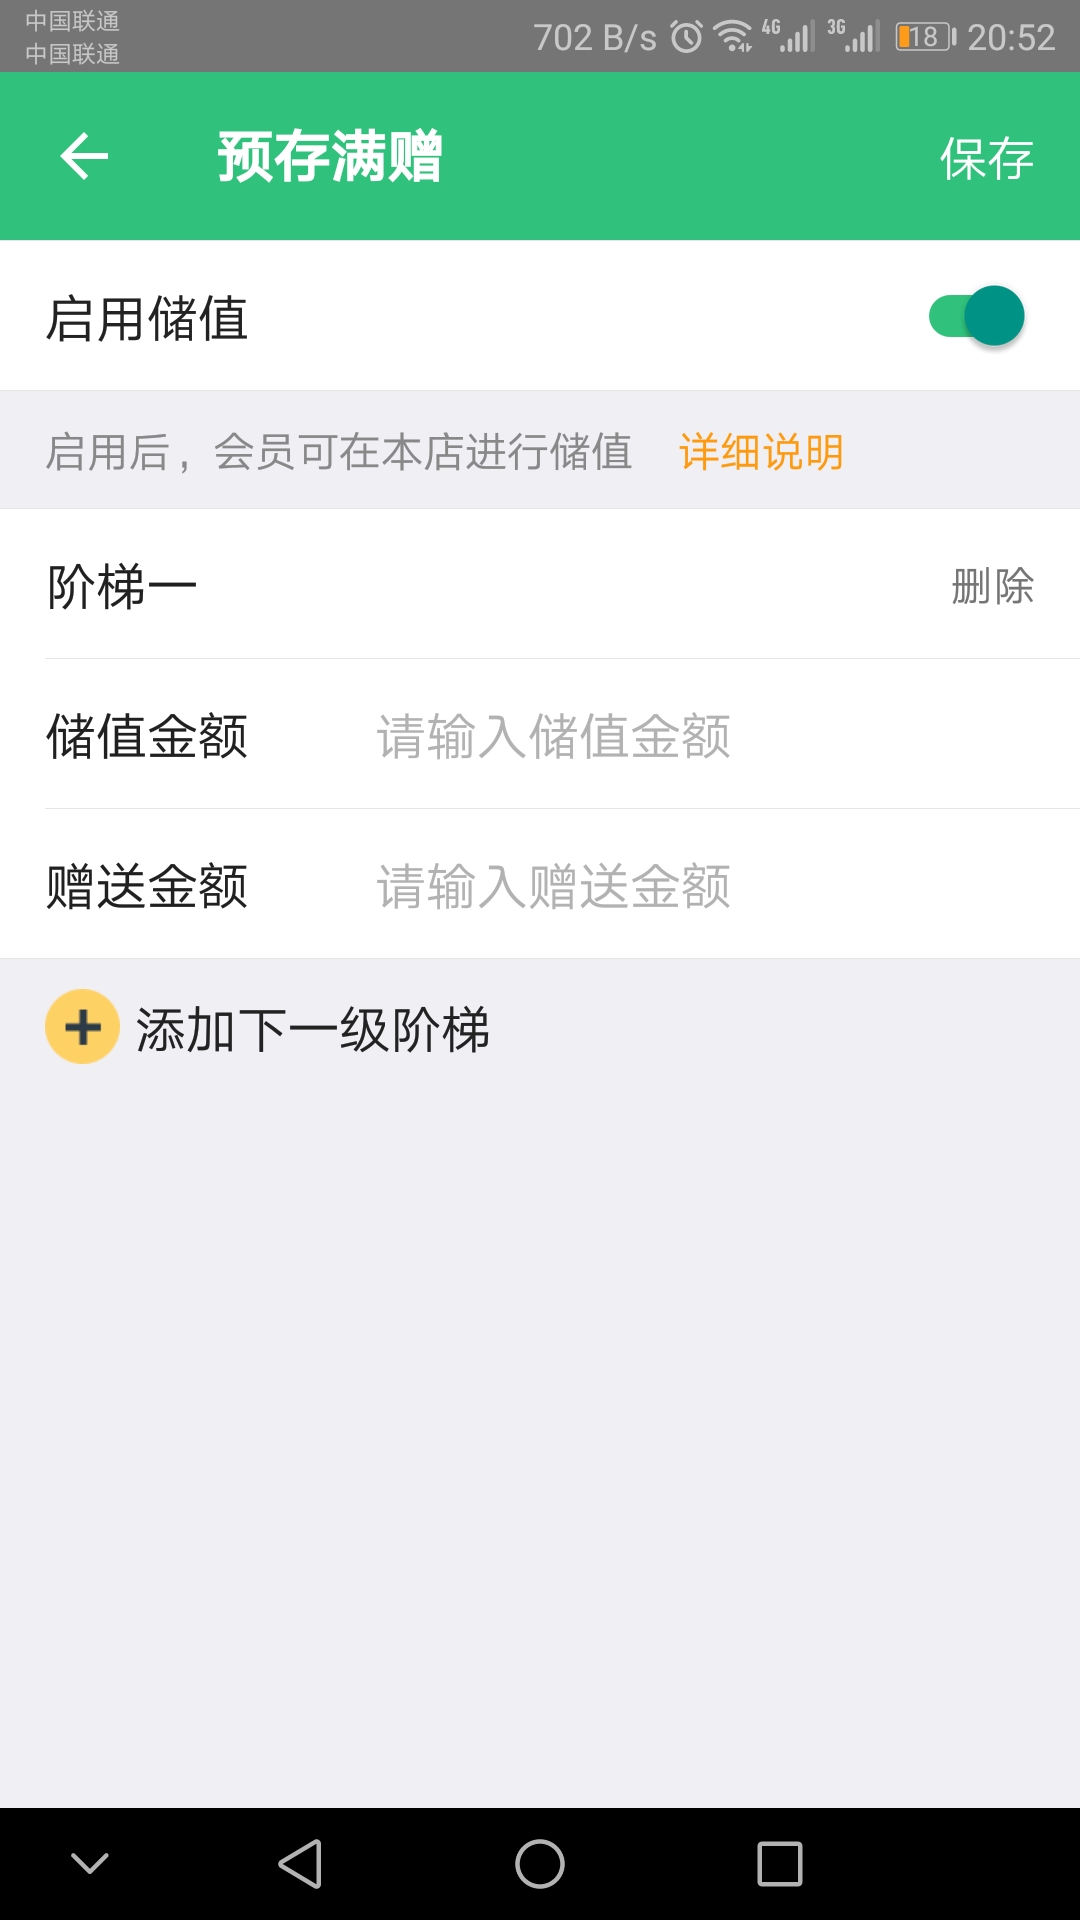 中国联通
中国联通
702 B/s 4G 3G 18 20:52
预存满赠 保存
启用储值
启用后，会员可在本店进行储值 详细说明
阶梯一 删除
储值金额 请输入储值金额
赠送金额 请输入赠送金额
添加下一级阶梯